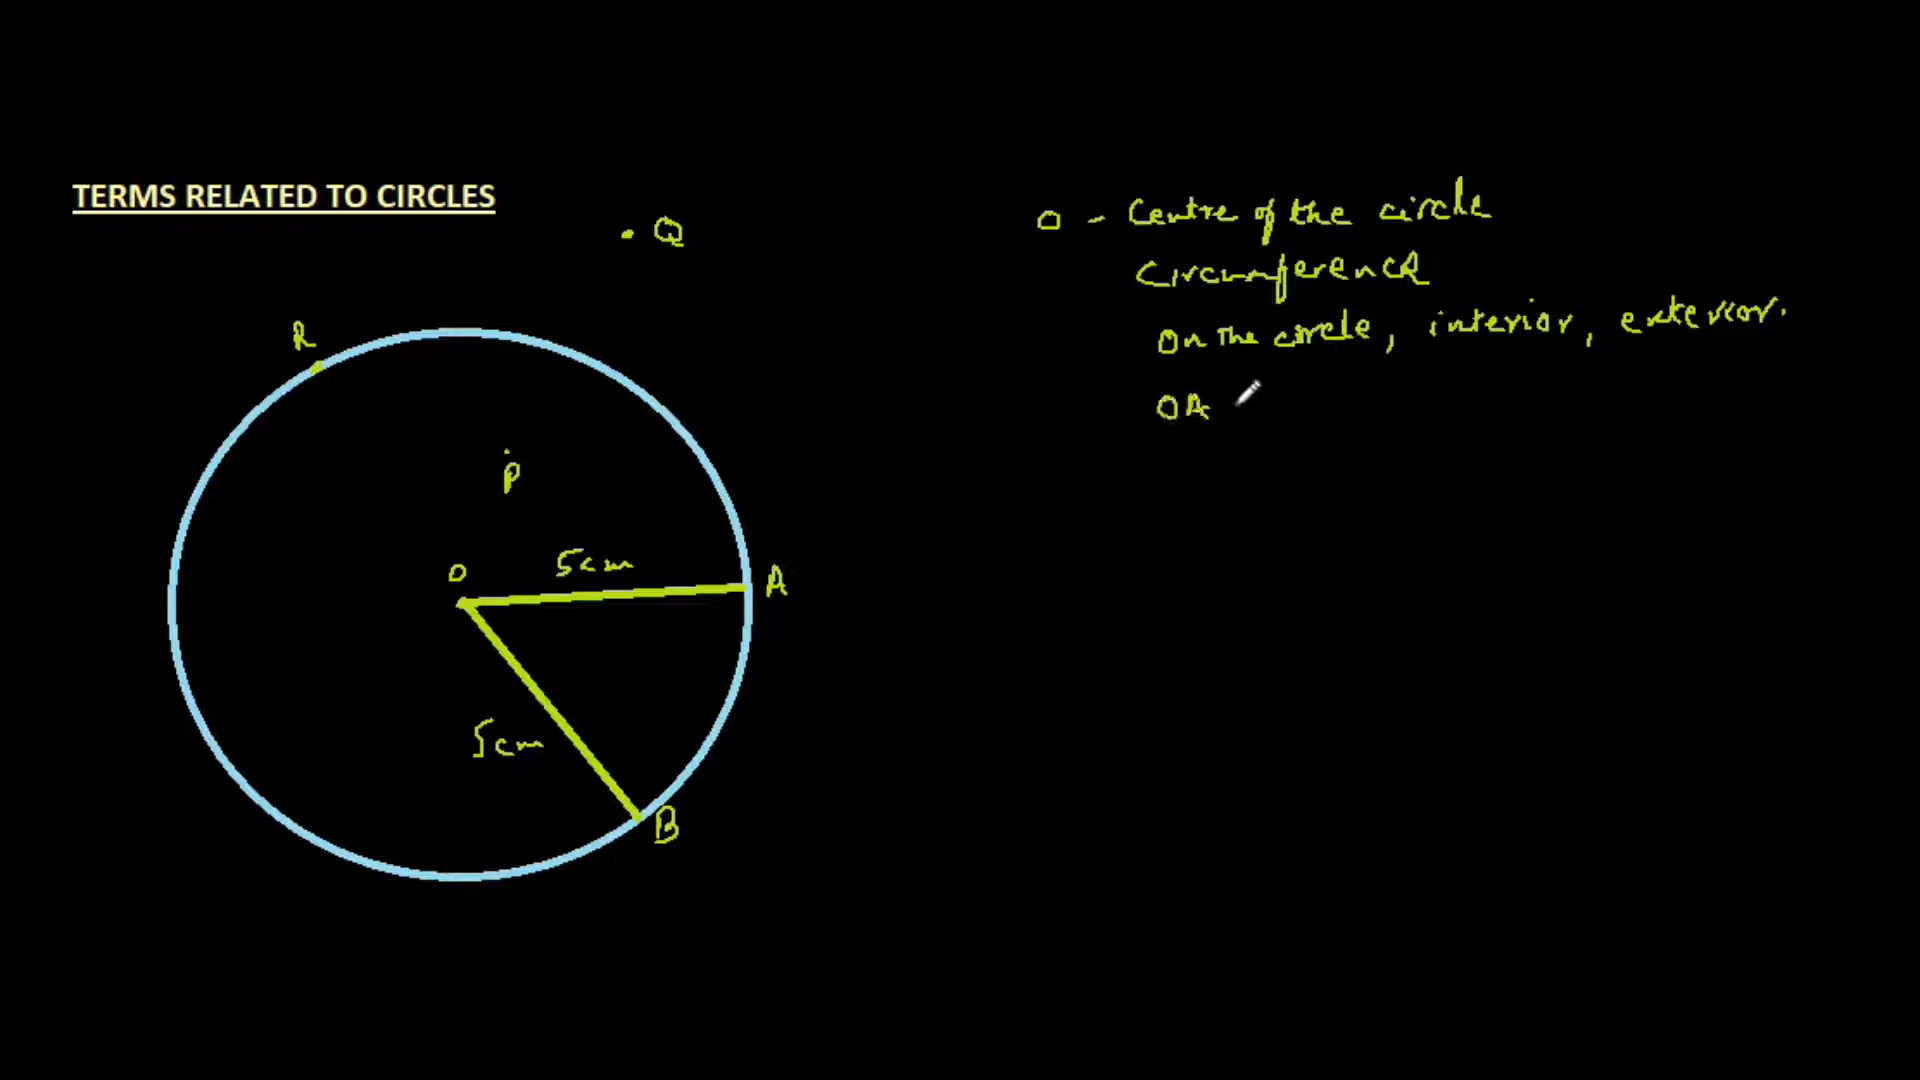 TERMS RELATED TO CIRCLES
. Q
O - Centre of the circle
Circumference
On the circle, interior, exterior.
OA
R
P
O
5cm
A
5cm
B